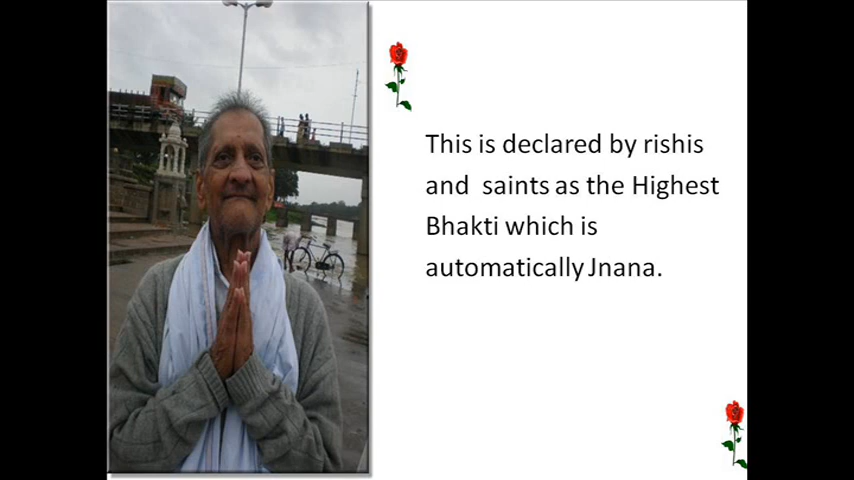 This is declared by rishis
and  saints as the Highest
Bhakti which is
automatically Jnana.